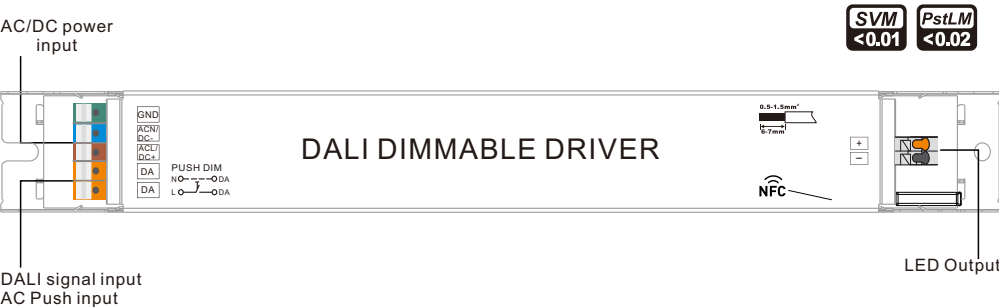 AC/DC power
input
SVM
<0.01
PstLM
<0.02
GND
ACN/
DC-
ACL/
DC+
DA
DA
PUSH DIM
N DA
L DA
DALI DIMMABLE DRIVER
0.5-1.5mm²
6-7mm
NFC
+
−
LED Output
DALI signal input
AC Push input